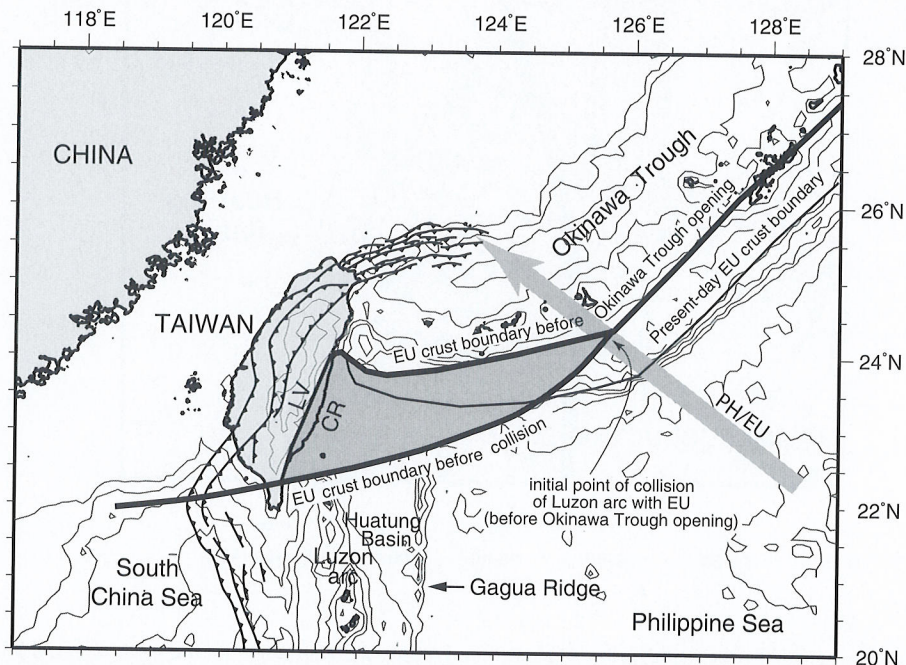 118°E 120°E 122°E 124°E 126°E 128°E
28°N
CHINA
Okinawa Trough
26°N
TAIWAN
EU crust boundary before Okinawa Trough opening
Present-day EU crust boundary
24°N
LV
CR
PH/EU
EU crust boundary before collision
initial point of collision
of Luzon arc with EU
(before Okinawa Trough opening)
22°N
Huatung
Basin
Luzon
arc
South
China Sea
Gagua Ridge
Philippine Sea
20°N